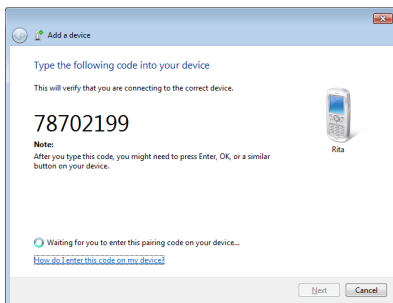 Add a device
Type the following code into your device
This will verify that you are connecting to the correct device.
78702199
Note:
After you type this code, you might need to press Enter, OK, or a similar
button on your device.
Rita
Waiting for you to enter this pairing code on your device...
How do I enter this code on my device?
Next Cancel